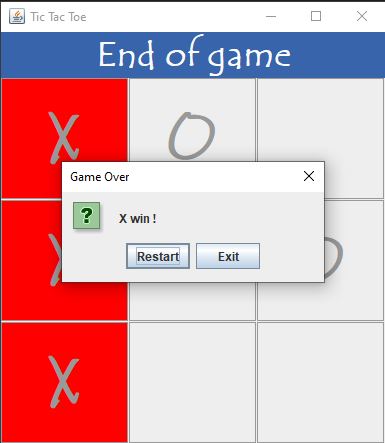 Tic Tac Toe
End of game
X O
Game Over
? X win !
Restart Exit
O
X